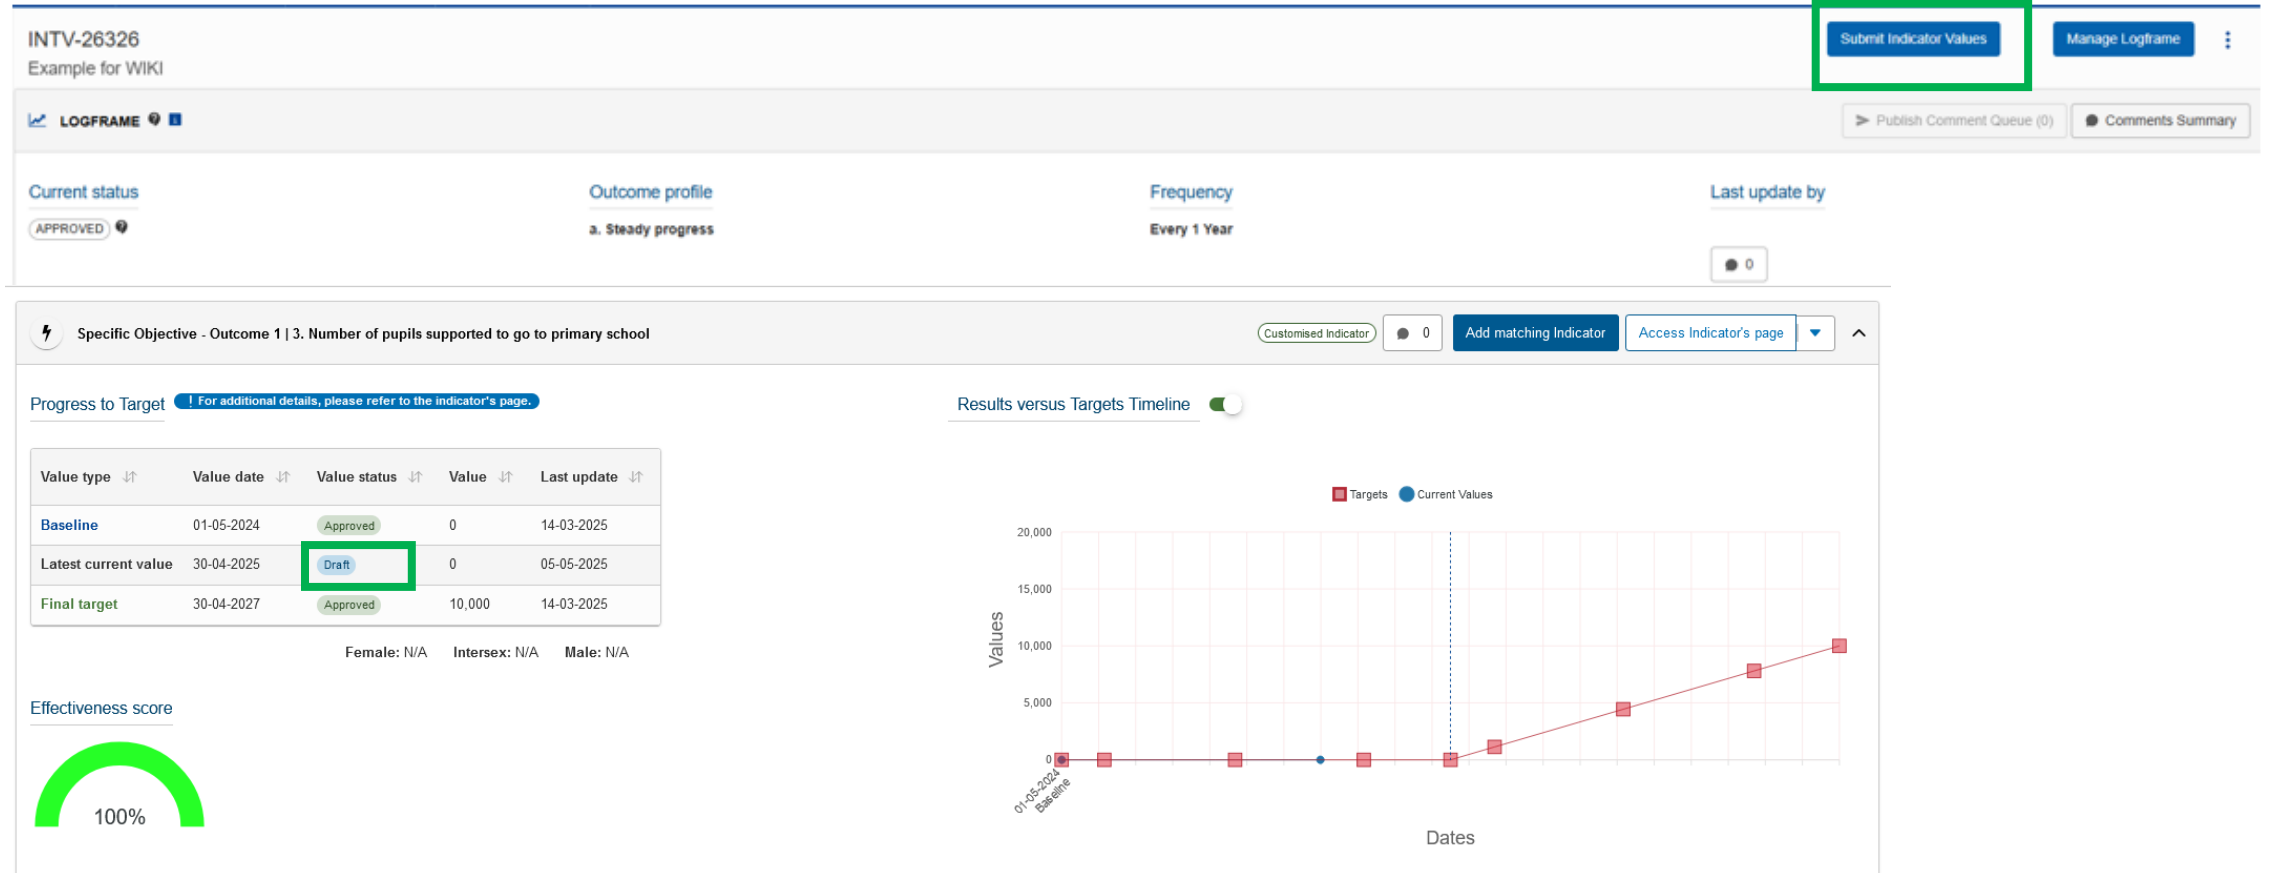 INTV-26326
Example for WIKI
Submit Indicator Values
Manage Logframe
LOGFRAME
Publish Comment Queue (0)
Comments Summary
Current status
Outcome profile
Frequency
Last update by
APPROVED
a. Steady progress
Every 1 Year
0
Specific Objective - Outcome 1 | 3. Number of pupils supported to go to primary school
Customised Indicator
0
Add matching Indicator
Access Indicator's page
Progress to Target
! For additional details, please refer to the indicator's page.
Results versus Targets Timeline
Value type Value date Value status Value Last update
Baseline 01-05-2024 Approved 0 14-03-2025
Latest current value 30-04-2025 Draft 0 05-05-2025
Final target 30-04-2027 Approved 10,000 14-03-2025
Female: N/A Intersex: N/A Male: N/A
Effectiveness score
100%
Targets Current Values
20,000
15,000
10,000
5,000
0
Values
01-05-2024
Baseline
Dates